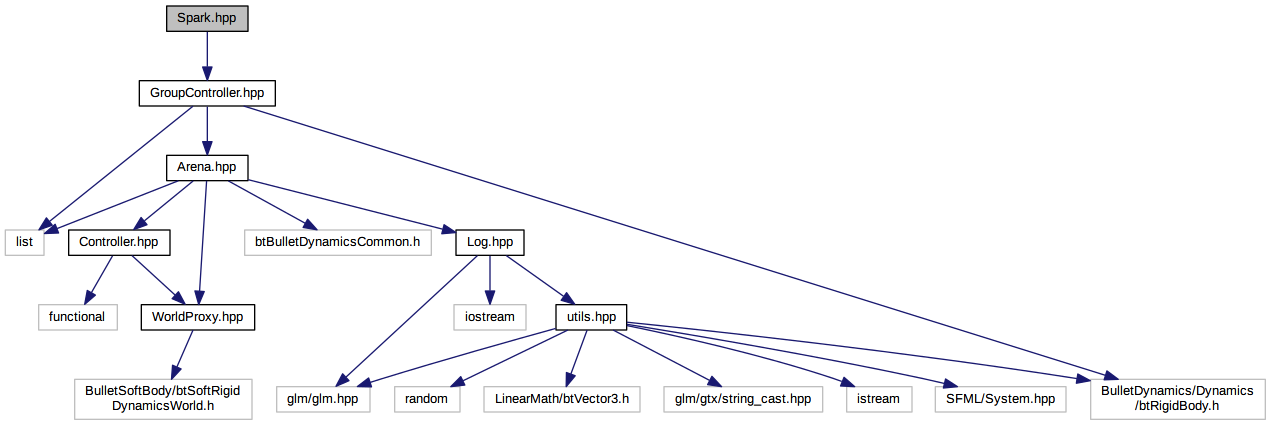 Spark.hpp
GroupController.hpp
Arena.hpp
list
Controller.hpp
btBulletDynamicsCommon.h
Log.hpp
functional
WorldProxy.hpp
iostream
utils.hpp
BulletSoftBody/btSoftRigid
DynamicsWorld.h
glm/glm.hpp
random
LinearMath/btVector3.h
glm/gtx/string_cast.hpp
istream
SFML/System.hpp
BulletDynamics/Dynamics
/btRigidBody.h